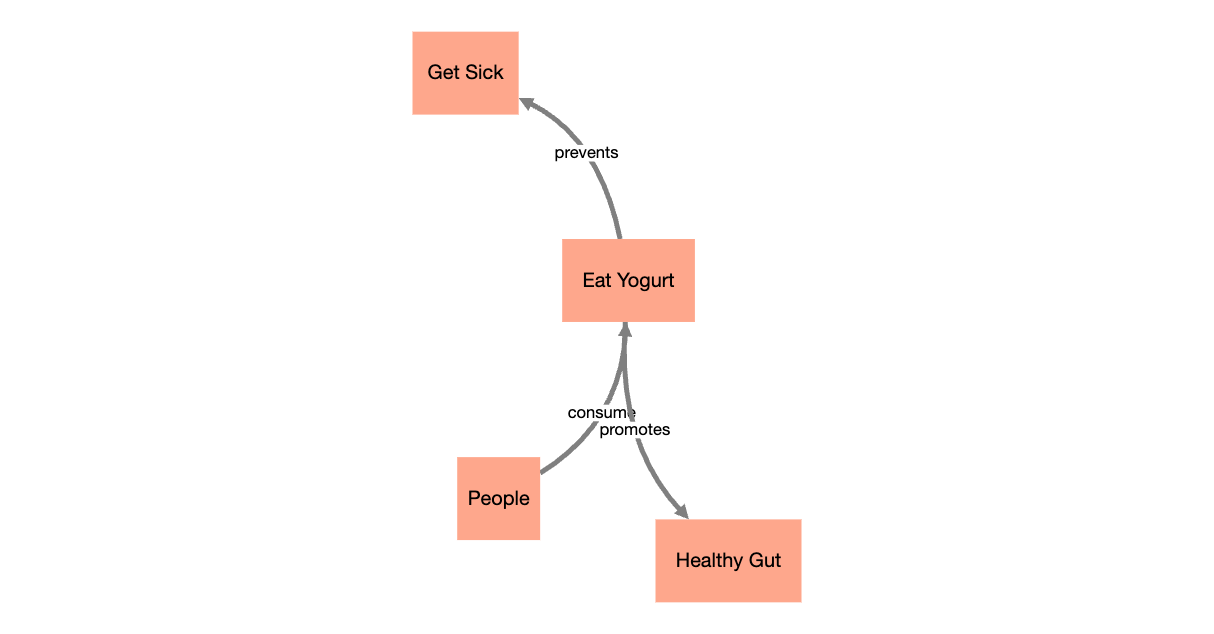 Get Sick
prevents
Eat Yogurt
consume
promotes
People
Healthy Gut